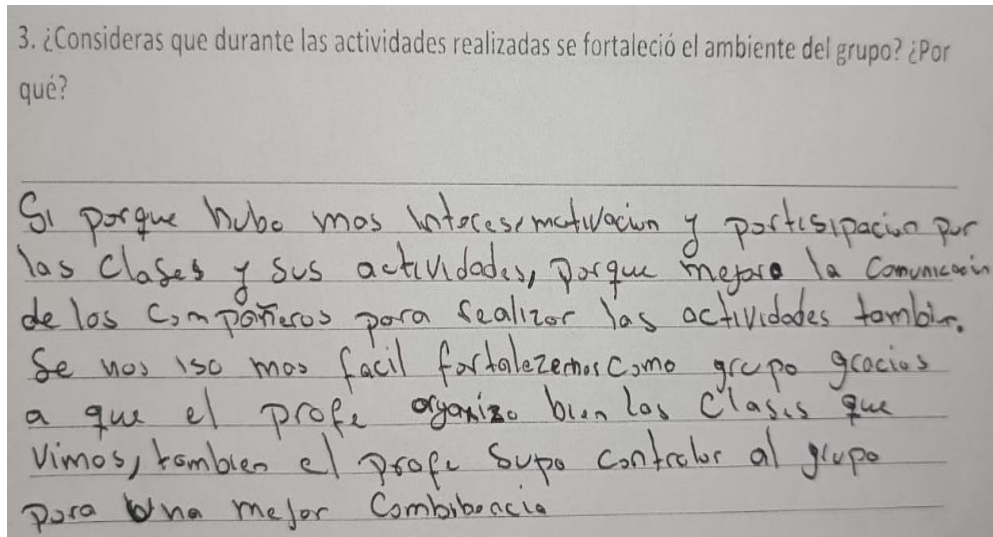 3. ¿Consideras que durante las actividades realizadas se fortaleció el ambiente del grupo? ¿Por
qué?
Si porque hubo mas interes, motivacion y partisipacion por
las clases y sus actividades, porque mejoro la comunicacion
de los compañeros para realizar las actividades tambien.
Se nos iso mas facil fortalezernos como grupo gracias
a que el profe organizo bien las clases que
vimos, tambien el profe supo controlar al grupo
para una mejor combibencia